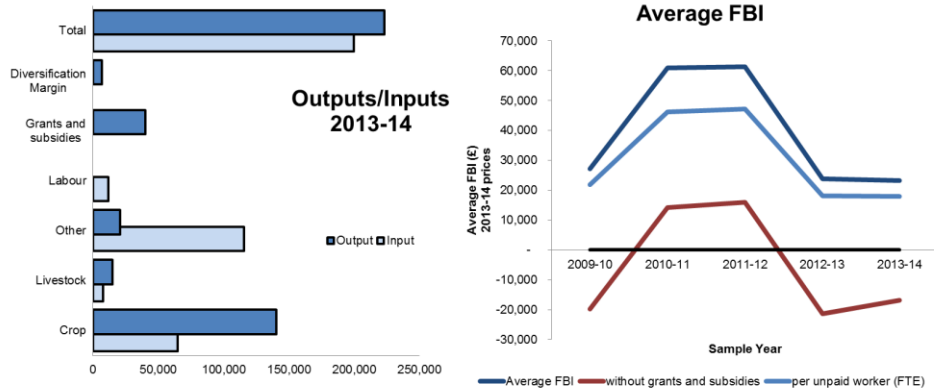 Total
Diversification
Margin
Grants and
subsidies
Labour
Other
Livestock
Crop
Outputs/Inputs
2013-14
Output Input
0 50,000 100,000 150,000 200,000 250,000
Average FBI
Average FBI (£)
2013-14 prices
70,000
60,000
50,000
40,000
30,000
20,000
10,000
-
-10,000
-20,000
-30,000
2009-10 2010-11 2011-12 2012-13 2013-14
Sample Year
Average FBI without grants and subsidies per unpaid worker (FTE)